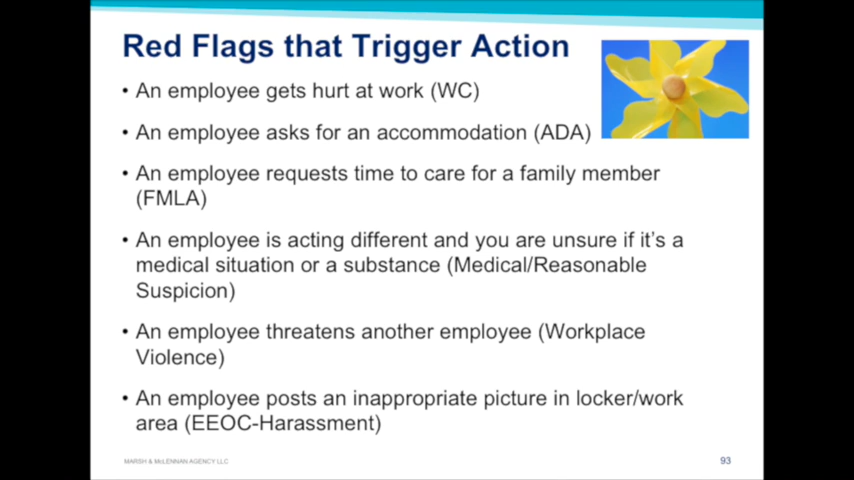 Red Flags that Trigger Action
• An employee gets hurt at work (WC)
• An employee asks for an accommodation (ADA)
• An employee requests time to care for a family member
(FMLA)
• An employee is acting different and you are unsure if it's a
medical situation or a substance (Medical/Reasonable
Suspicion)
• An employee threatens another employee (Workplace
Violence)
• An employee posts an inappropriate picture in locker/work
area (EEOC-Harassment)
MARSH & McLENNAN AGENCY LLC
93